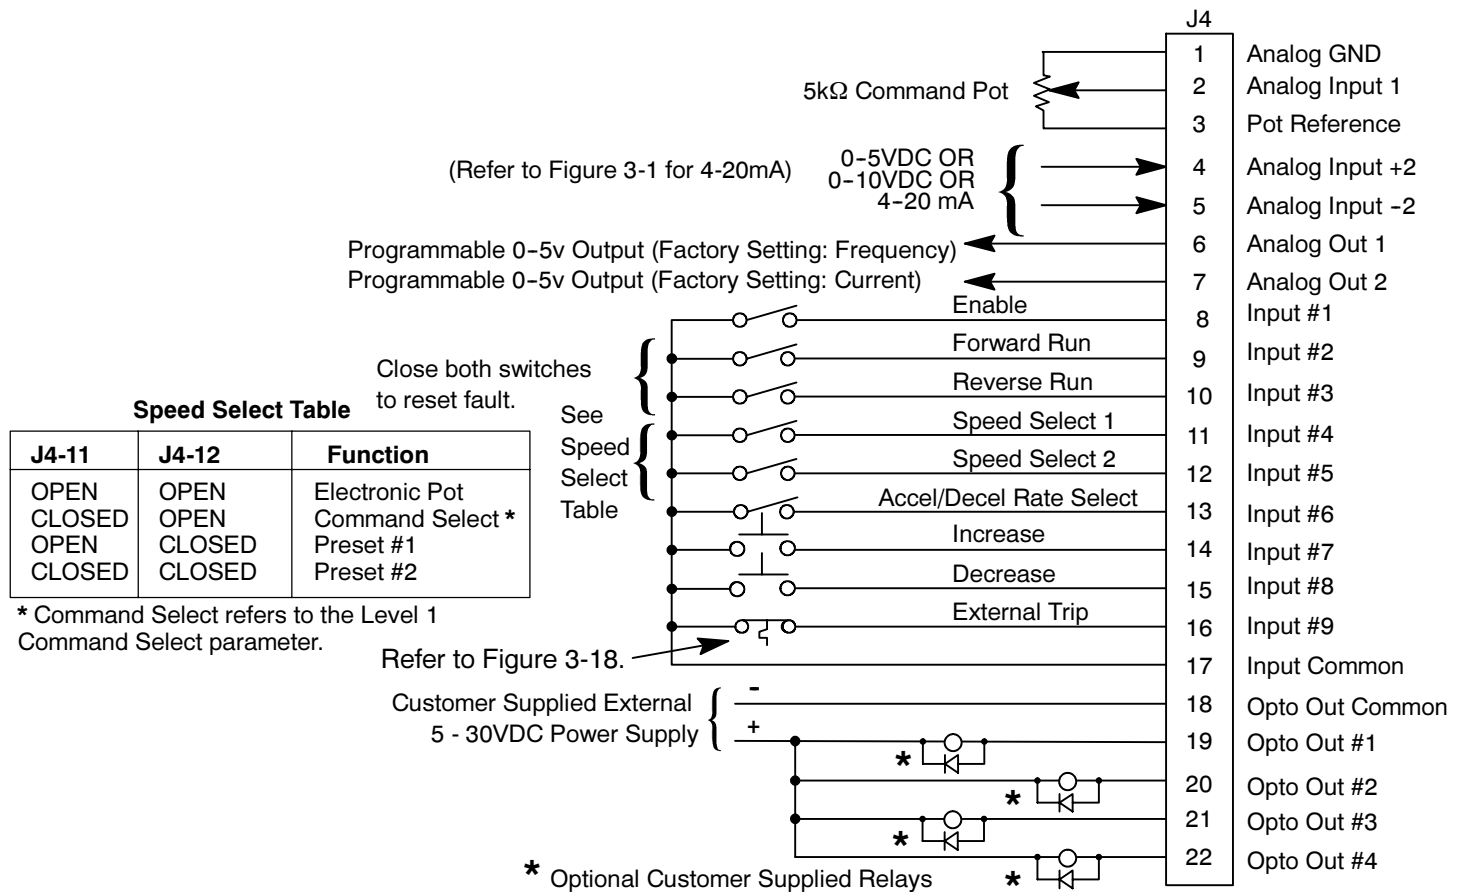 J4
1 Analog GND
5kΩ Command Pot 2 Analog Input 1
3 Pot Reference
(Refer to Figure 3-1 for 4-20mA)
0-5VDC OR
0-10VDC OR
4-20 mA
4 Analog Input +2
5 Analog Input -2
Programmable 0-5v Output (Factory Setting: Frequency) 6 Analog Out 1
Programmable 0-5v Output (Factory Setting: Current) 7 Analog Out 2
Enable 8 Input #1
Forward Run 9 Input #2
Reverse Run 10 Input #3
Close both switches
to reset fault.
Speed Select 1 11 Input #4
Speed Select 2 12 Input #5
See
Speed
Select
Table
Accel/Decel Rate Select 13 Input #6
Increase 14 Input #7
Decrease 15 Input #8
External Trip 16 Input #9
Speed Select Table
J4-11 J4-12 Function
OPEN OPEN Electronic Pot
CLOSED OPEN Command Select *
OPEN CLOSED Preset #1
CLOSED CLOSED Preset #2
* Command Select refers to the Level 1
Command Select parameter.
Refer to Figure 3-18.
17 Input Common
Customer Supplied External
5 - 30VDC Power Supply
- 18 Opto Out Common
+ * 19 Opto Out #1
* 20 Opto Out #2
* 21 Opto Out #3
* 22 Opto Out #4
* Optional Customer Supplied Relays